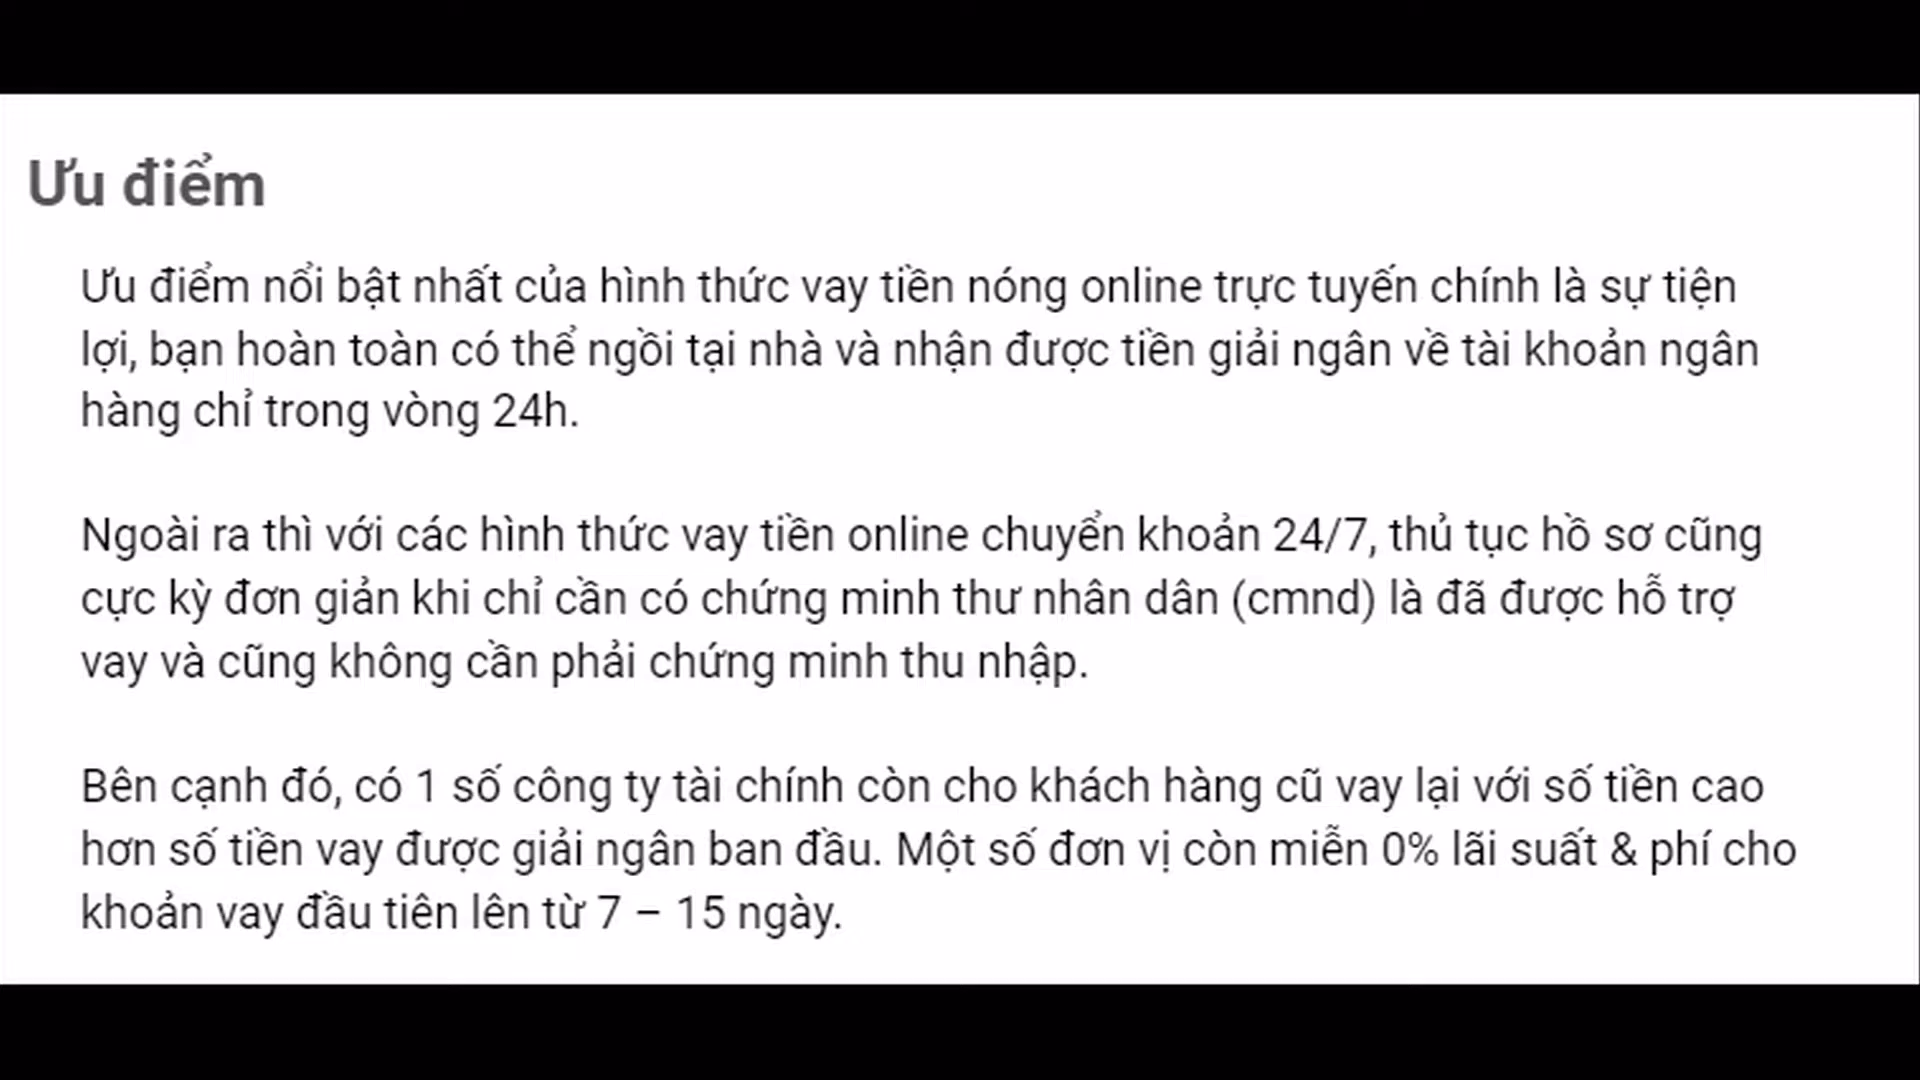 Ưu điểm
Ưu điểm nổi bật nhất của hình thức vay tiền nóng online trực tuyến chính là sự tiện
lợi, bạn hoàn toàn có thể ngồi tại nhà và nhận được tiền giải ngân về tài khoản ngân
hàng chỉ trong vòng 24h.
Ngoài ra thì với các hình thức vay tiền online chuyển khoản 24/7, thủ tục hồ sơ cũng
cực kỳ đơn giản khi chỉ cần có chứng minh thư nhân dân (cmnd) là đã được hỗ trợ
vay và cũng không cần phải chứng minh thu nhập.
Bên cạnh đó, có 1 số công ty tài chính còn cho khách hàng cũ vay lại với số tiền cao
hơn số tiền vay được giải ngân ban đầu. Một số đơn vị còn miễn 0% lãi suất & phí cho
khoản vay đầu tiên lên từ 7 – 15 ngày.